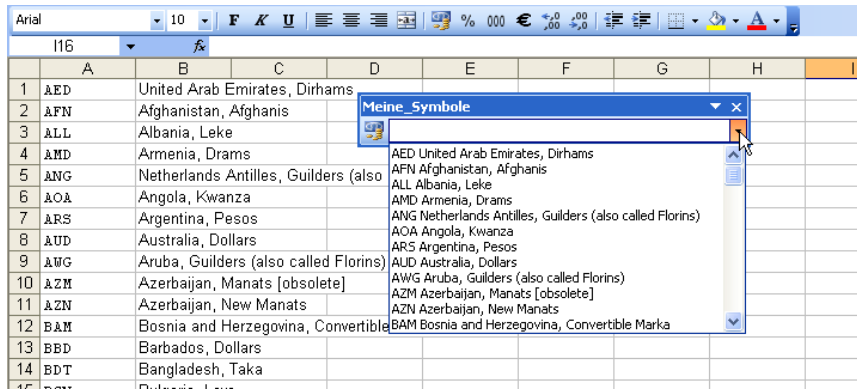 Arial 10 F K U % 000 €
I16 fx
A B C D E F G H I
1 AED United Arab Emirates, Dirhams
2 AFN Afghanistan, Afghanis
3 ALL Albania, Leke
4 AMD Armenia, Drams
5 ANG Netherlands Antilles, Guilders (also
6 AOA Angola, Kwanza
7 ARS Argentina, Pesos
8 AUD Australia, Dollars
9 AWG Aruba, Guilders (also called Florins)
10 AZM Azerbaijan, Manats [obsolete]
11 AZN Azerbaijan, New Manats
12 BAM Bosnia and Herzegovina, Convertible
13 BBD Barbados, Dollars
14 BDT Bangladesh, Taka
Meine_Symbole
AED United Arab Emirates, Dirhams
AFN Afghanistan, Afghanis
ALL Albania, Leke
AMD Armenia, Drams
ANG Netherlands Antilles, Guilders (also called Florins)
AOA Angola, Kwanza
ARS Argentina, Pesos
AUD Australia, Dollars
AWG Aruba, Guilders (also called Florins)
AZM Azerbaijan, Manats [obsolete]
AZN Azerbaijan, New Manats
BAM Bosnia and Herzegovina, Convertible Marka